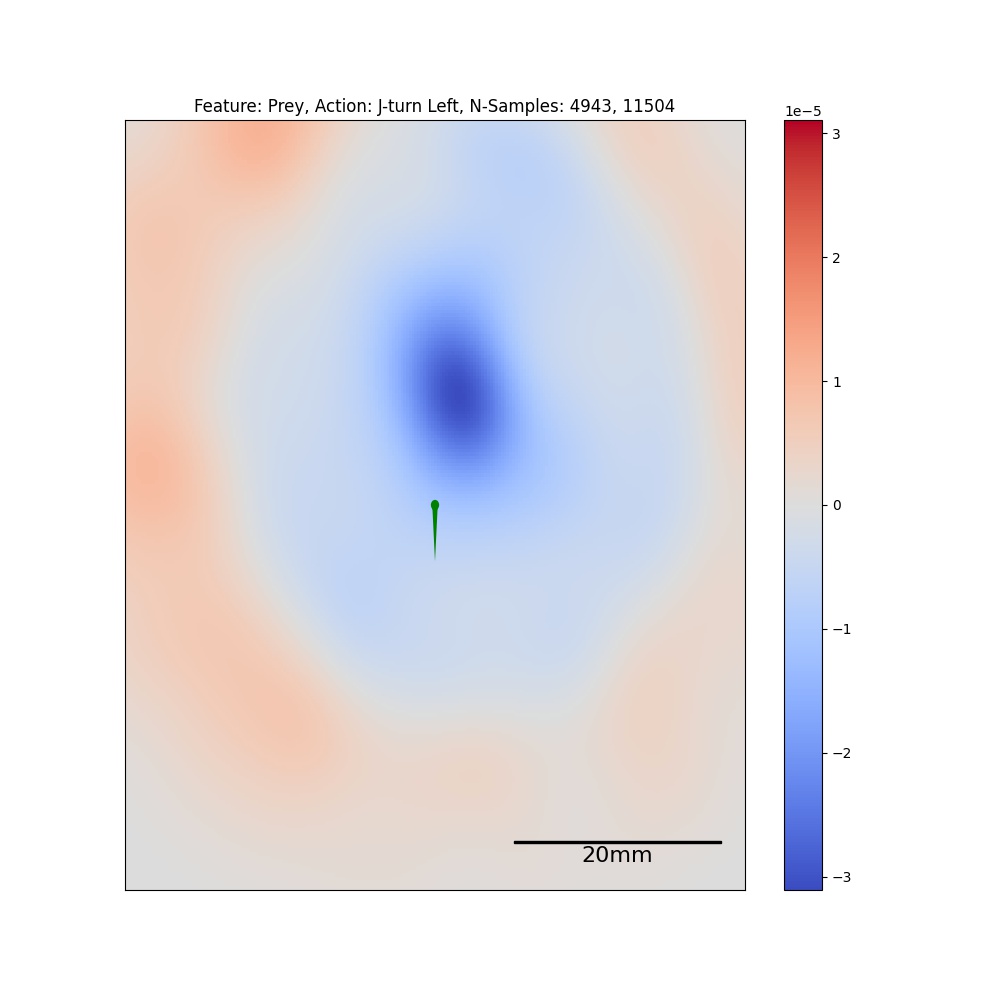 Feature: Prey, Action: J-turn Left, N-Samples: 4943, 11504
1e−5
3
2
1
0
−1
−2
−3
20mm